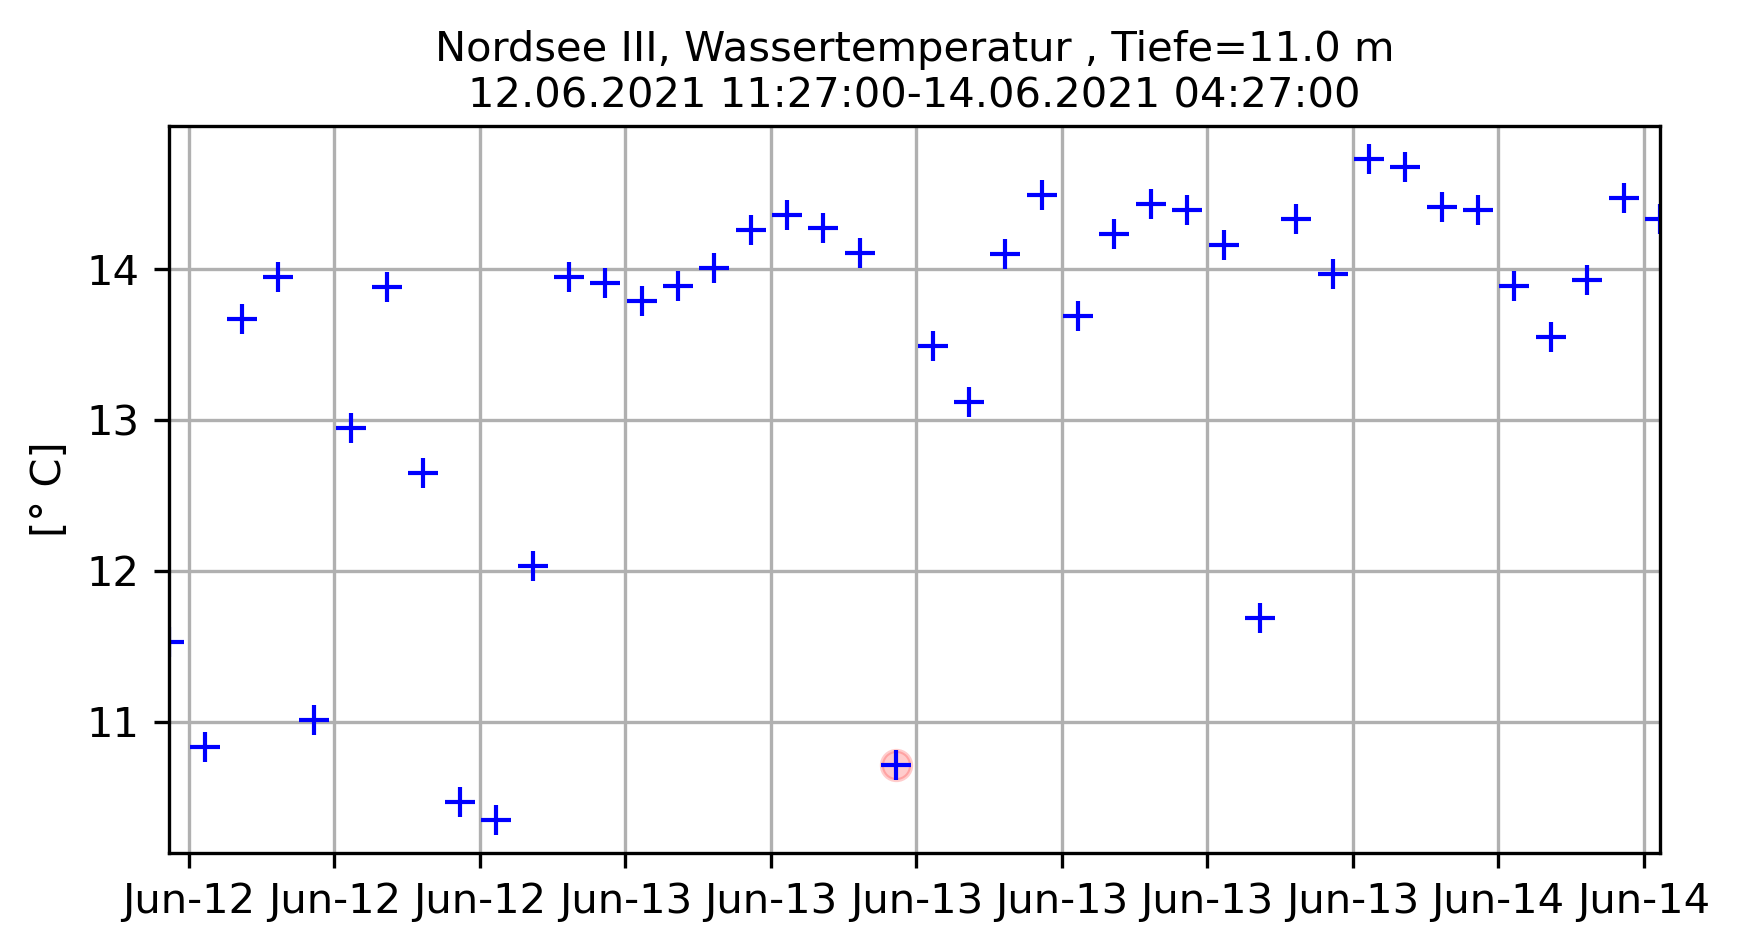 Nordsee III, Wassertemperatur , Tiefe=11.0 m
12.06.2021 11:27:00-14.06.2021 04:27:00
14
13
12
11
[° C]
Jun-12 Jun-12 Jun-12 Jun-13 Jun-13 Jun-13 Jun-13 Jun-13 Jun-13 Jun-14 Jun-14